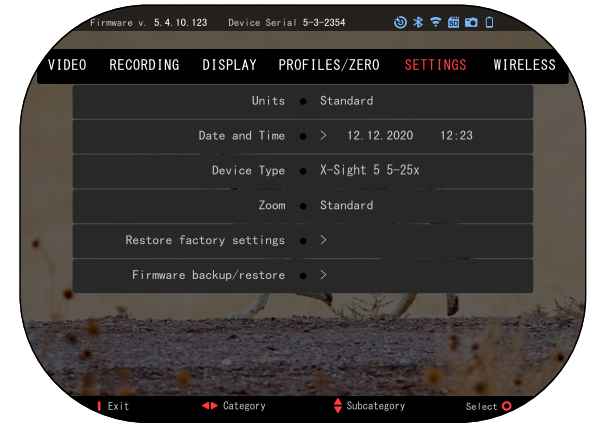 Firmware v. 5.4.10.123 Device Serial 5-3-2354
VIDEO RECORDING DISPLAY PROFILES/ZERO SETTINGS WIRELESS
Units Standard
Date and Time > 12.12.2020 12:23
Device Type X-Sight 5 5-25x
Zoom Standard
Restore factory settings >
Firmware backup/restore >
Exit Category Subcategory Select